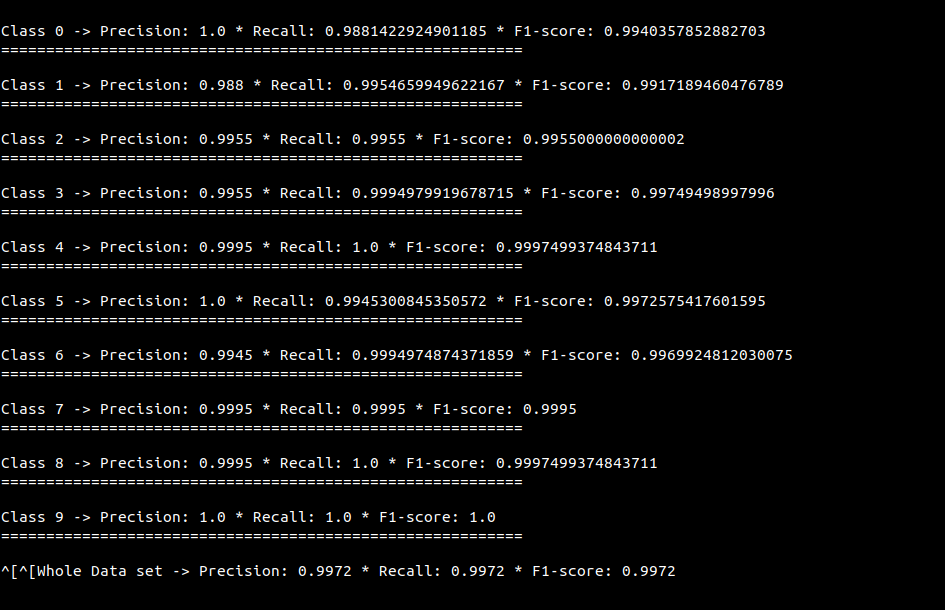 Class 0 -> Precision: 1.0 * Recall: 0.9881422924901185 * F1-score: 0.9940357852882703
==========================================================
Class 1 -> Precision: 0.988 * Recall: 0.9954659949622167 * F1-score: 0.9917189460476789
==========================================================
Class 2 -> Precision: 0.9955 * Recall: 0.9955 * F1-score: 0.9955000000000002
==========================================================
Class 3 -> Precision: 0.9955 * Recall: 0.9994979919678715 * F1-score: 0.99749498997996
==========================================================
Class 4 -> Precision: 0.9995 * Recall: 1.0 * F1-score: 0.9997499374843711
==========================================================
Class 5 -> Precision: 1.0 * Recall: 0.9945300845350572 * F1-score: 0.9972575417601595
==========================================================
Class 6 -> Precision: 0.9945 * Recall: 0.9994974874371859 * F1-score: 0.9969924812030075
==========================================================
Class 7 -> Precision: 0.9995 * Recall: 0.9995 * F1-score: 0.9995
==========================================================
Class 8 -> Precision: 0.9995 * Recall: 1.0 * F1-score: 0.9997499374843711
==========================================================
Class 9 -> Precision: 1.0 * Recall: 1.0 * F1-score: 1.0
==========================================================
^[^[Whole Data set -> Precision: 0.9972 * Recall: 0.9972 * F1-score: 0.9972